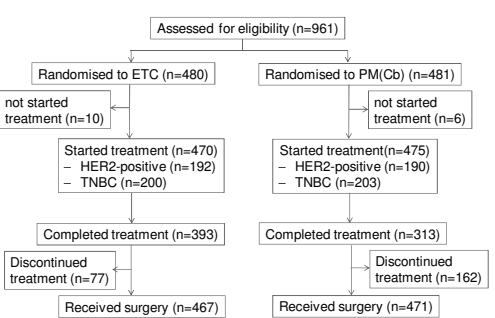 Assessed for eligibility (n=961)
Randomised to ETC (n=480)
Randomised to PM(Cb) (n=481)
not started
treatment (n=10)
not started
treatment (n=6)
Started treatment (n=470)
– HER2-positive (n=192)
– TNBC (n=200)
Started treatment(n=475)
– HER2-positive (n=190)
– TNBC (n=203)
Completed treatment (n=393)
Completed treatment (n=313)
Discontinued
treatment (n=77)
Discontinued
treatment (n=162)
Received surgery (n=467)
Received surgery (n=471)